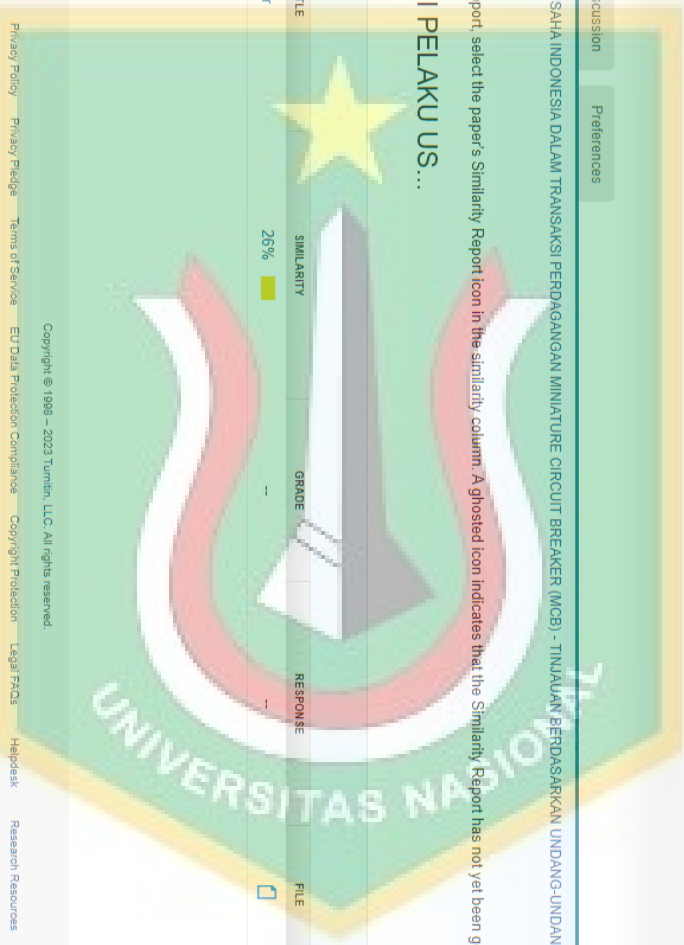 cussion Preferences
SAHA INDONESIA DALAM TRANSAKSI PERDAGANGAN MINIATURE CIRCUIT BREAKER (MCB) - TINJAUAN BERDASARKAN UNDANG-UNDAN
port, select the paper's Similarity Report icon in the similarity column. A ghosted icon indicates that the Similarity Report has not yet been g
I PELAKU US...
TLE SIMILARITY GRADE RESPONSE FILE
r 26% -- --
Copyright © 1998 – 2023 Turnitin, LLC. All rights reserved.
Privacy Policy Privacy Pledge Terms of Service EU Data Protection Compliance Copyright Protection Legal FAQs Helpdesk Research Resources
UNIVERSITAS NASIONAL